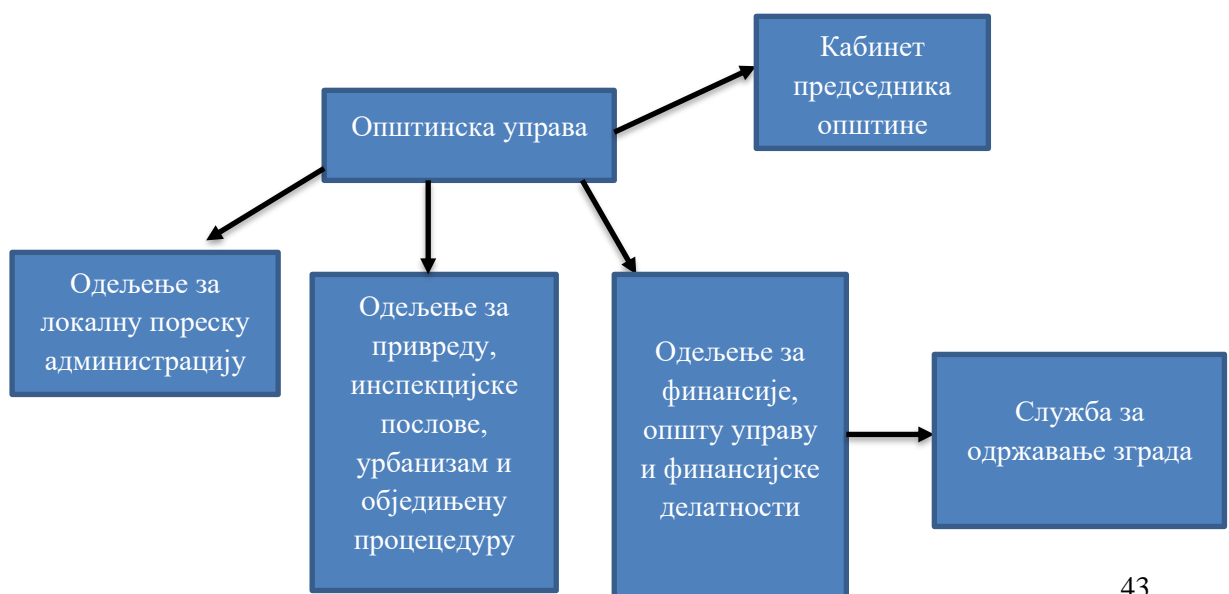 Кабинет
председника
општине
Општинска управа
Одељење за
локалну пореску
администрацију
Одељење за
привреду,
инспекцијске
послове,
урбанизам и
обједињену
процецедуру
Одељење за
финансије,
општу управу
и финансијске
делатности
Служба за
одржавање зграда
43